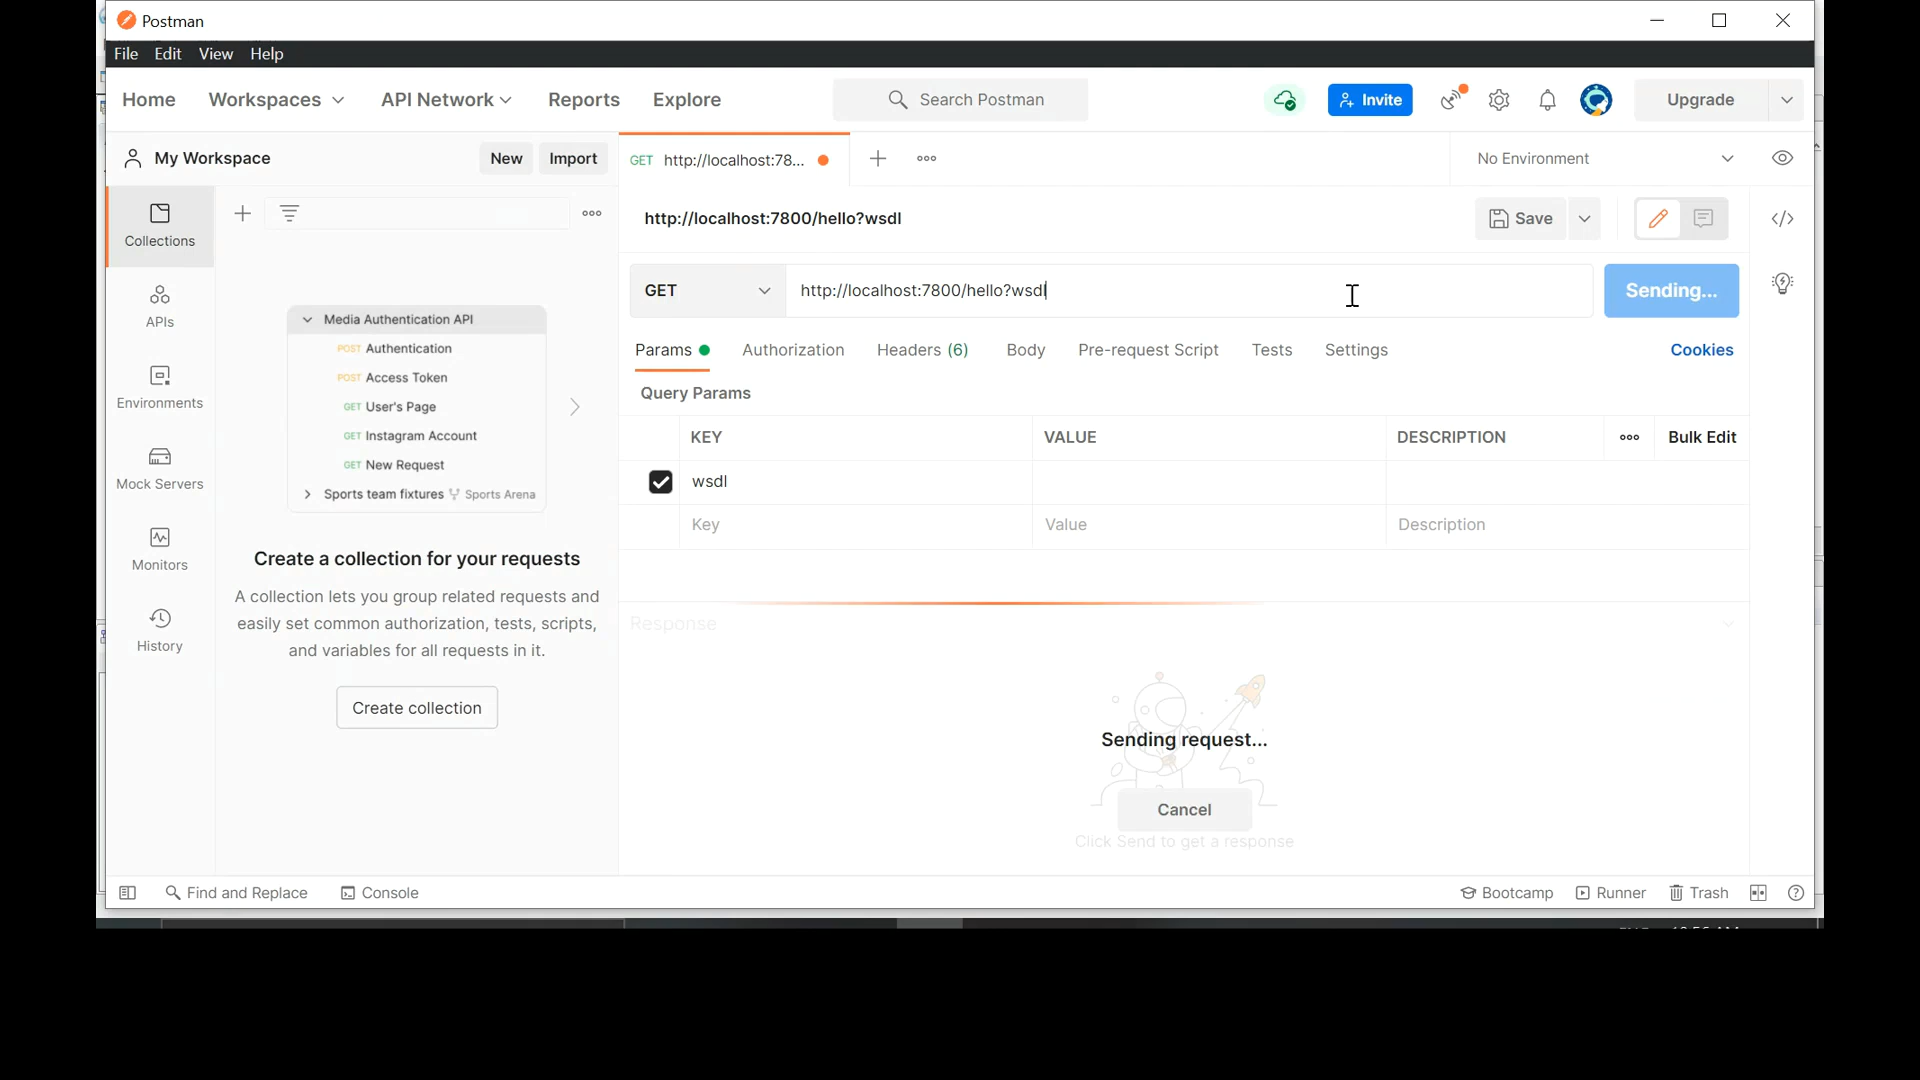 Postman
File Edit View Help
Home Workspaces API Network Reports Explore Search Postman Invite Upgrade
My Workspace New Import GET http://localhost:78... No Environment
Collections
http://localhost:7800/hello?wsdl Save
GET http://localhost:7800/hello?wsdl Sending...
APIs
Media Authentication API
POST Authentication
POST Access Token
GET User's Page
GET Instagram Account
GET New Request
Sports team fixtures Sports Arena
Params Authorization Headers (6) Body Pre-request Script Tests Settings Cookies
Query Params
Environments
KEY VALUE DESCRIPTION Bulk Edit
wsdl
Key Value Description
Mock Servers
Monitors
History
Create a collection for your requests
A collection lets you group related requests and
easily set common authorization, tests, scripts,
and variables for all requests in it.
Create collection
Response
Sending request...
Cancel
Click Send to get a response
Find and Replace Console Bootcamp Runner Trash